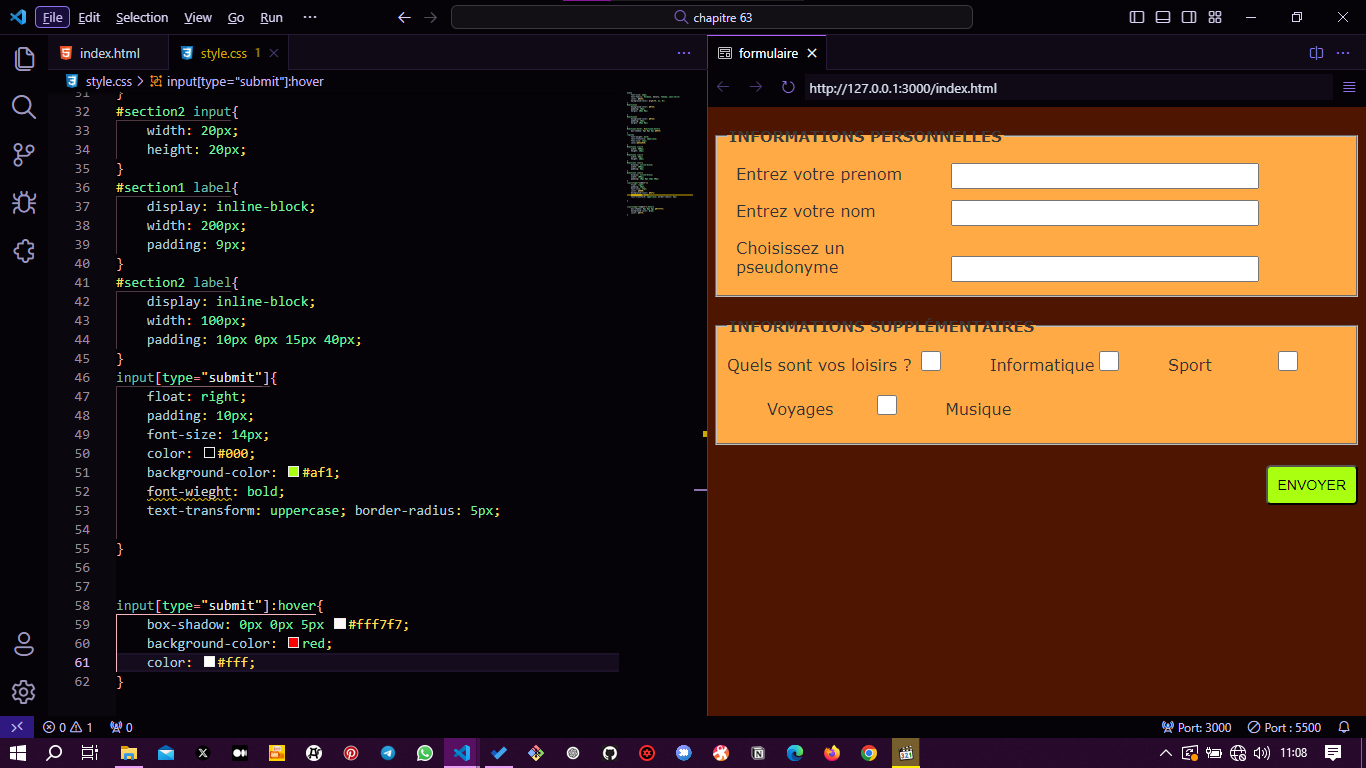 File Edit Selection View Go Run ··· chapitre 63
index.html style.css 1 ···
style.css > input[type="submit"]:hover
31 }
32 #section2 input{
33 width: 20px;
34 height: 20px;
35 }
36 #section1 label{
37 display: inline-block;
38 width: 200px;
39 padding: 9px;
40 }
41 #section2 label{
42 display: inline-block;
43 width: 100px;
44 padding: 10px 0px 15px 40px;
45 }
46 input[type="submit"]{
47 float: right;
48 padding: 10px;
49 font-size: 14px;
50 color: #000;
51 background-color: #af1;
52 font-wieght: bold;
53 text-transform: uppercase; border-radius: 5px;
54
55 }
56
57
58 input[type="submit"]:hover{
59 box-shadow: 0px 0px 5px #fff7f7;
60 background-color: red;
61 color: #fff;
62 }
formulaire ···
http://127.0.0.1:3000/index.html
INFORMATIONS PERSONNELLES
Entrez votre prenom
Entrez votre nom
Choisissez un
pseudonyme
INFORMATIONS SUPPLÉMENTAIRES
Quels sont vos loisirs ? Informatique Sport
Voyages Musique
ENVOYER
0 1 0 Port: 3000 Port : 5500
11:08